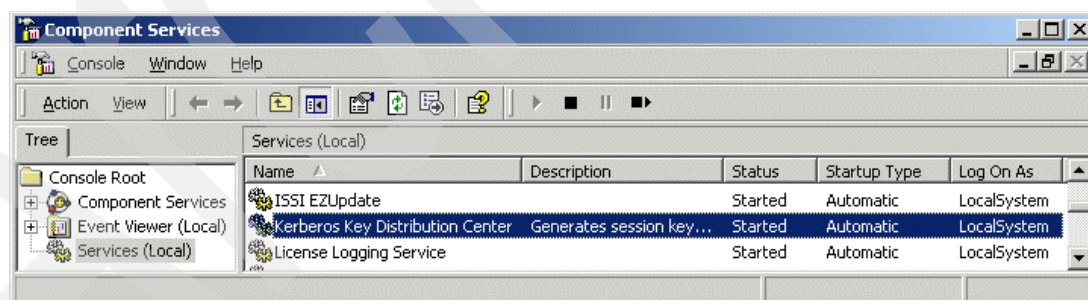 Component Services
Console Window Help
Action View
Tree Services (Local)
Console Root Name Description Status Startup Type Log On As
Component Services ISSI EZUpdate Started Automatic LocalSystem
Event Viewer (Local) Kerberos Key Distribution Center Generates session key... Started Automatic LocalSystem
Services (Local) License Logging Service Started Automatic LocalSystem